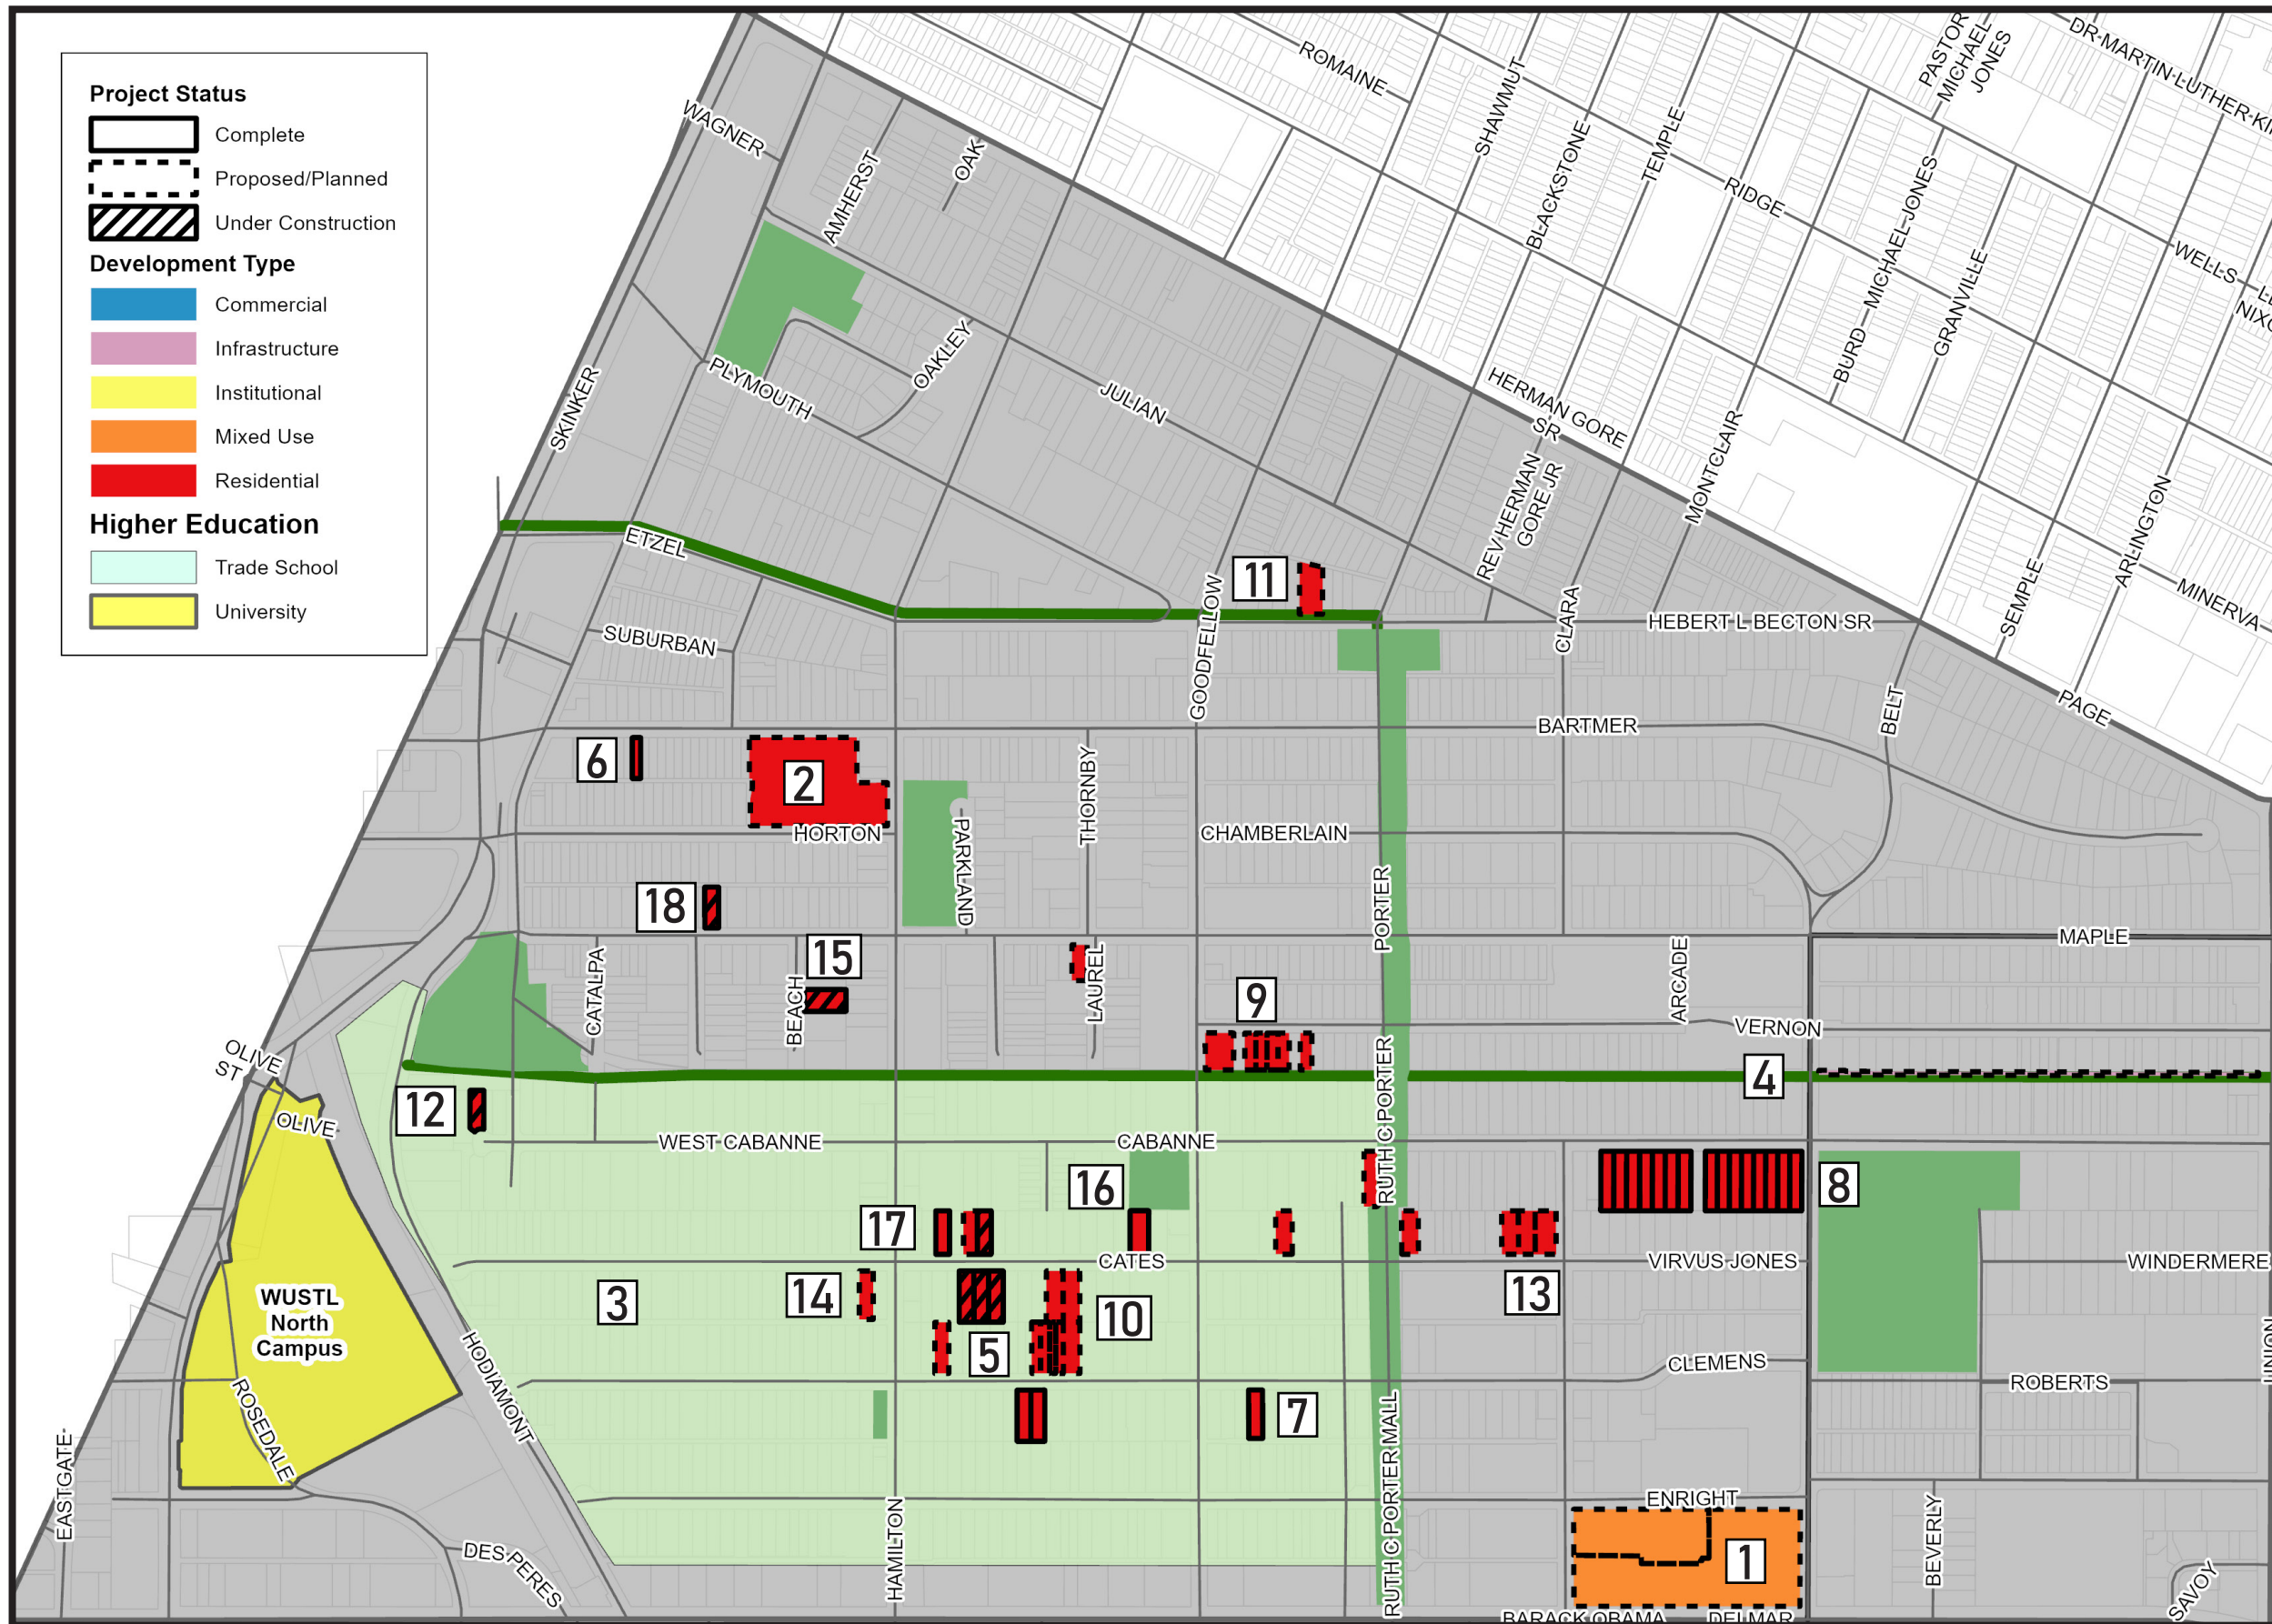 Project Status
Complete
Proposed/Planned
Under Construction
Development Type
Commercial
Infrastructure
Institutional
Mixed Use
Residential
Higher Education
Trade School
University
WAGNER
AMHERST
OAK
ROMAINE
SHAWMUT
BLACKSTONE
TEMPLE
RIDGE
PASTOR
MICHAEL
JONES
DR-MARTIN-LUTHER-KI
BURD
MICHAEL-JONES
GRANVILLE
WELLS
NIXO
SKINKER
PLYMOUTH
OAKLEY
JULIAN
HERMAN GORE
SR
REV HERMAN
GORE JR
MONTCLAIR
ARLINGTON
SEMPLE
MINERVA
ETZEL
SUBURBAN
11
GOODFELLOW
CLARA
HEBERT L BECTON SR
BELT
PAGE
BARTMER
6
2
HORTON
PARKLAND
THORNBY
CHAMBERLAIN
PORTER
18
15
CATALPA
BEACH
LAUREL
9
ARCADE
MAPLE
VERNON
4
OLIVE
ST
OLIVE
12
WEST CABANNE
CABANNE
RUTH C PORTER
16
8
17
CATES
VIRVUS JONES
WINDERMERE
WUSTL
North
Campus
3
14
5
10
13
HODIAMONT
CLEMENS
ROBERTS
UNION
ROSEDALE
7
EASTGATE
HAMILTON
RUTH C PORTER MALL
ENRIGHT
1
BEVERLY
DES PERES
SAVOY
BARACK OBAMA
DELMAR